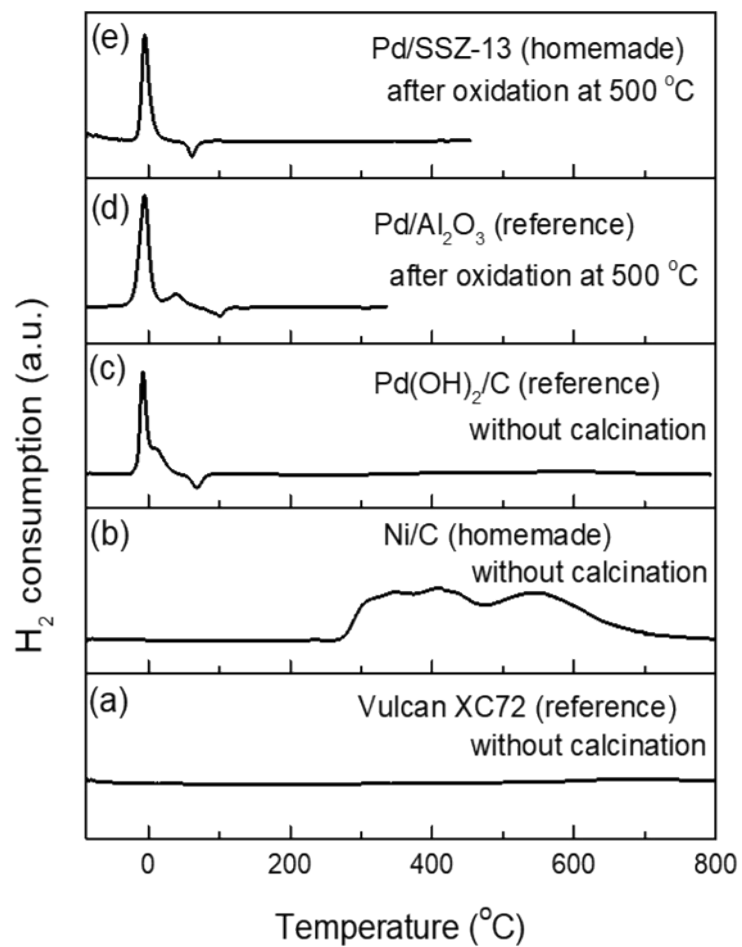 (e) Pd/SSZ-13 (homemade)
after oxidation at 500 °C
(d) Pd/Al₂O₃ (reference)
after oxidation at 500 °C
(c) Pd(OH)₂/C (reference)
without calcination
(b) Ni/C (homemade)
without calcination
(a) Vulcan XC72 (reference)
without calcination
H₂ consumption (a.u.)
0 200 400 600 800
Temperature (°C)